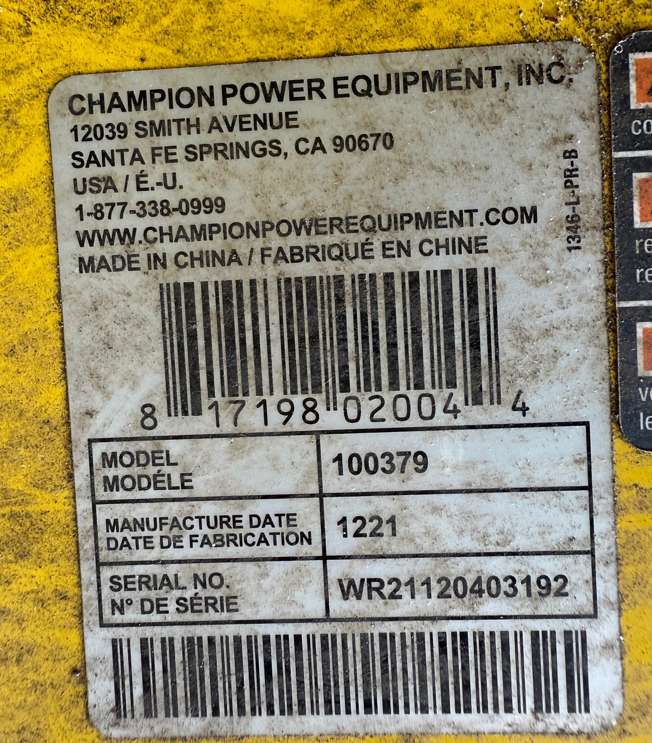 CHAMPION POWER EQUIPMENT, INC.
12039 SMITH AVENUE
SANTA FE SPRINGS, CA 90670
USA / É.-U.
1-877-338-0999
WWW.CHAMPIONPOWEREQUIPMENT.COM
MADE IN CHINA / FABRIQUÉ EN CHINE
1346-L-PR-B
8 17198 02004 4
MODEL
MODÉLE
100379
MANUFACTURE DATE
DATE DE FABRICATION
1221
SERIAL NO.
N° DE SÉRIE
WR21120403192